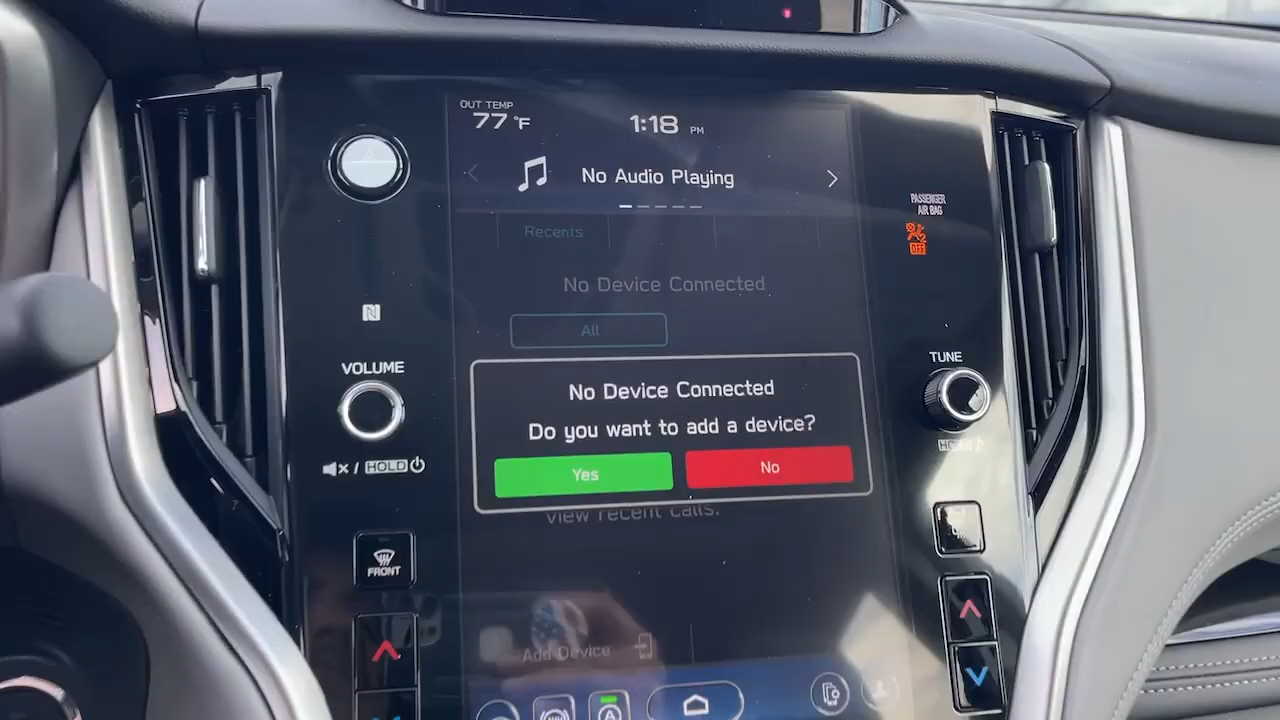 OUT TEMP
77 °F
1:18 PM
No Audio Playing
PASSENGER
AIR BAG
OFF
Recents
No Device Connected
All
VOLUME
TUNE
No Device Connected
Do you want to add a device?
Yes
No
HOLD
view recent calls.
FRONT
Add Device
A